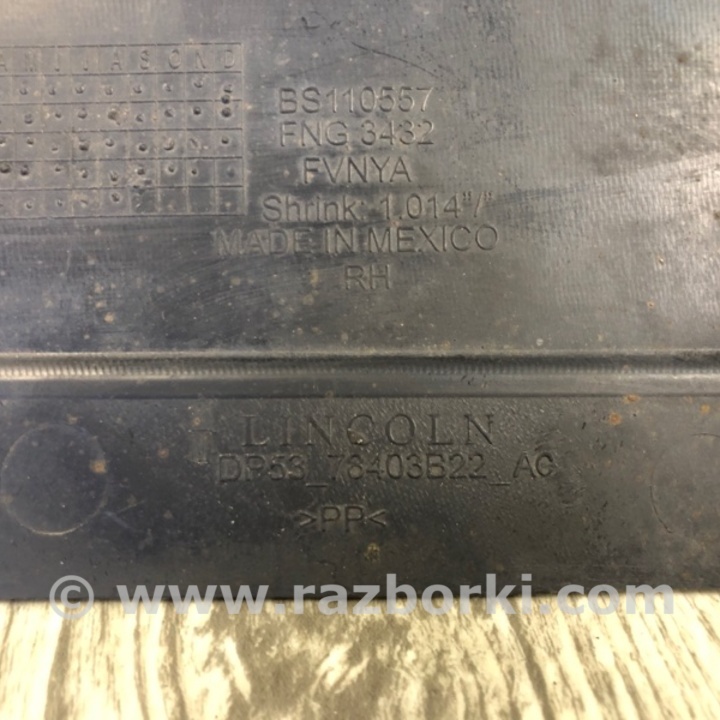 A M J J A S O N D
BS110557
FNG 3432
FVNYA
Shrink: 1.014"/"
MADE IN MEXICO
RH
LINCOLN
DP53_78403B22_AC
>PP<
© www.razborki.com